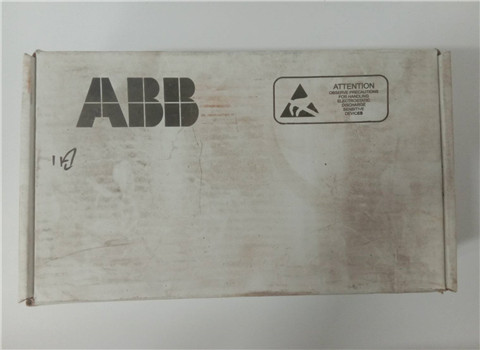 ABB
ATTENTION
OBSERVE PRECAUTIONS
FOR HANDLING
ELECTROSTATIC
DISCHARGE
SENSITIVE
DEVICES